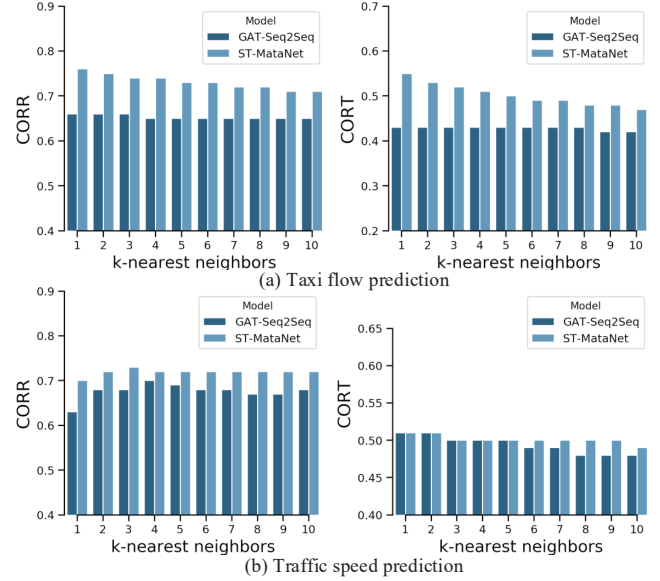 0.9
0.8
0.7
0.6
0.5
0.4
CORR
Model
GAT-Seq2Seq
ST-MataNet
1 2 3 4 5 6 7 8 9 10
k-nearest neighbors
0.7
0.6
0.5
0.4
0.3
0.2
CORT
Model
GAT-Seq2Seq
ST-MataNet
1 2 3 4 5 6 7 8 9 10
k-nearest neighbors
(a) Taxi flow prediction
0.9
0.8
0.7
0.6
0.5
0.4
CORR
Model
GAT-Seq2Seq
ST-MataNet
1 2 3 4 5 6 7 8 9 10
k-nearest neighbors
0.65
0.60
0.55
0.50
0.45
0.40
CORT
Model
GAT-Seq2Seq
ST-MataNet
1 2 3 4 5 6 7 8 9 10
k-nearest neighbors
(b) Traffic speed prediction